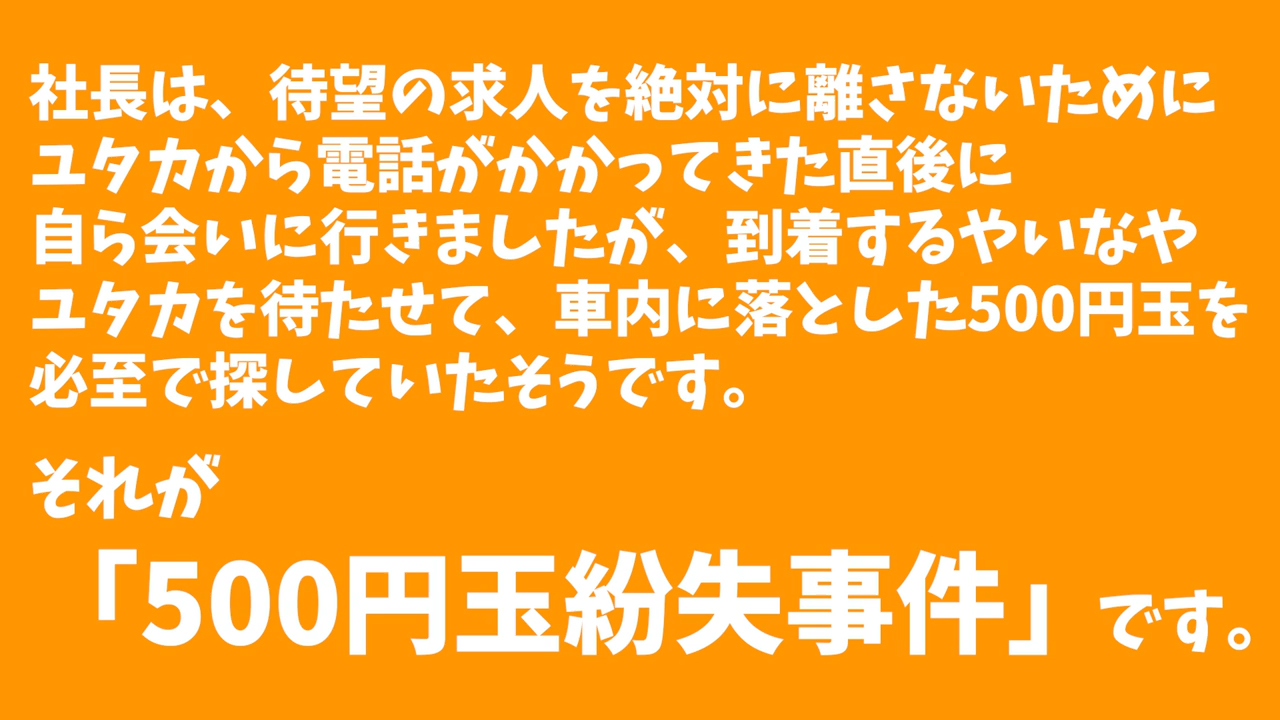 社長は、待望の求人を絶対に離さないために
ユタカから電話がかかってきた直後に
自ら会いに行きましたが、到着するやいなや
ユタカを待たせて、車内に落とした500円玉を
必至で探していたそうです。
それが
「500円玉紛失事件」です。